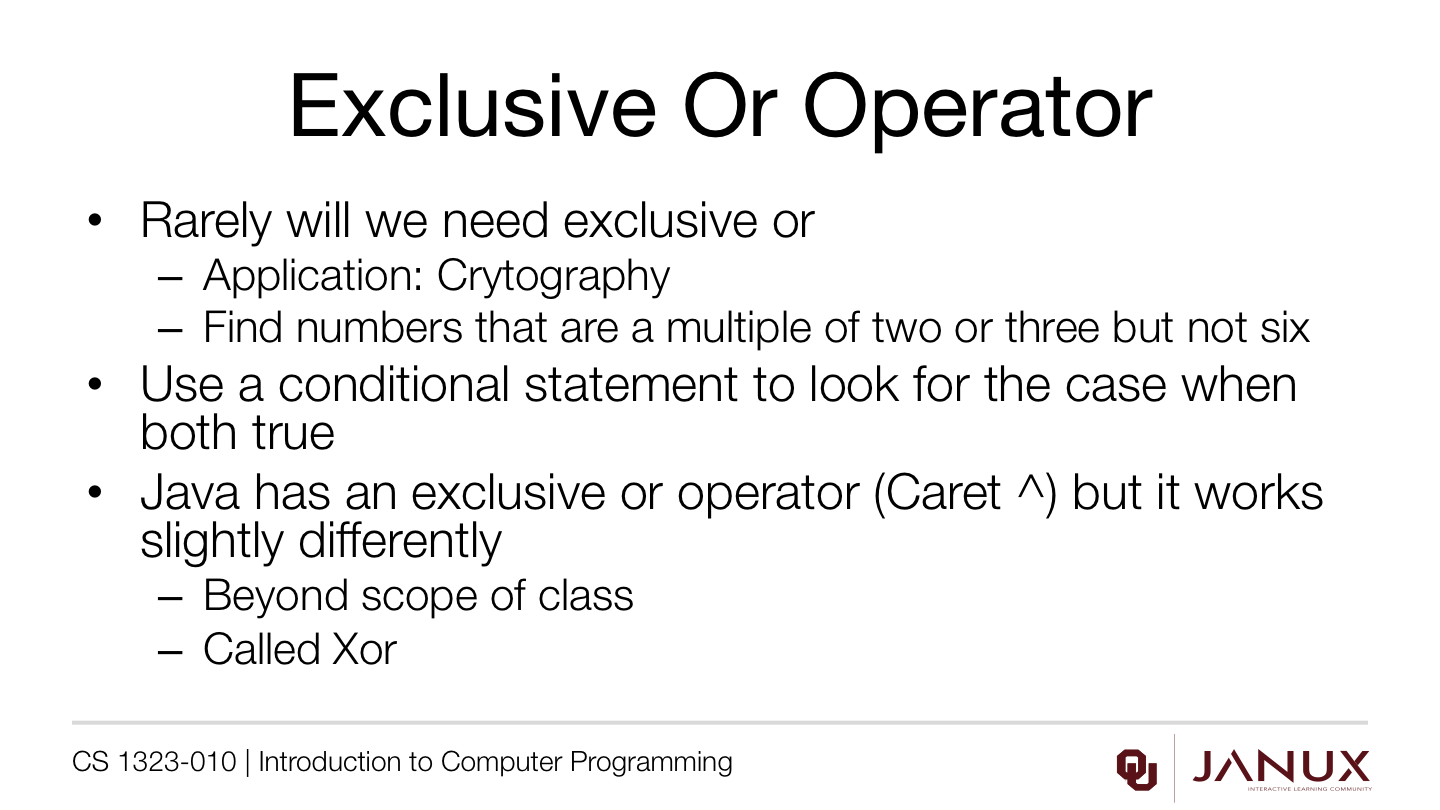 Exclusive Or Operator
• Rarely will we need exclusive or
– Application: Crytography
– Find numbers that are a multiple of two or three but not six
• Use a conditional statement to look for the case when
both true
• Java has an exclusive or operator (Caret ^) but it works
slightly differently
– Beyond scope of class
– Called Xor
CS 1323-010 | Introduction to Computer Programming
OU
JANUX
INTERACTIVE LEARNING COMMUNITY